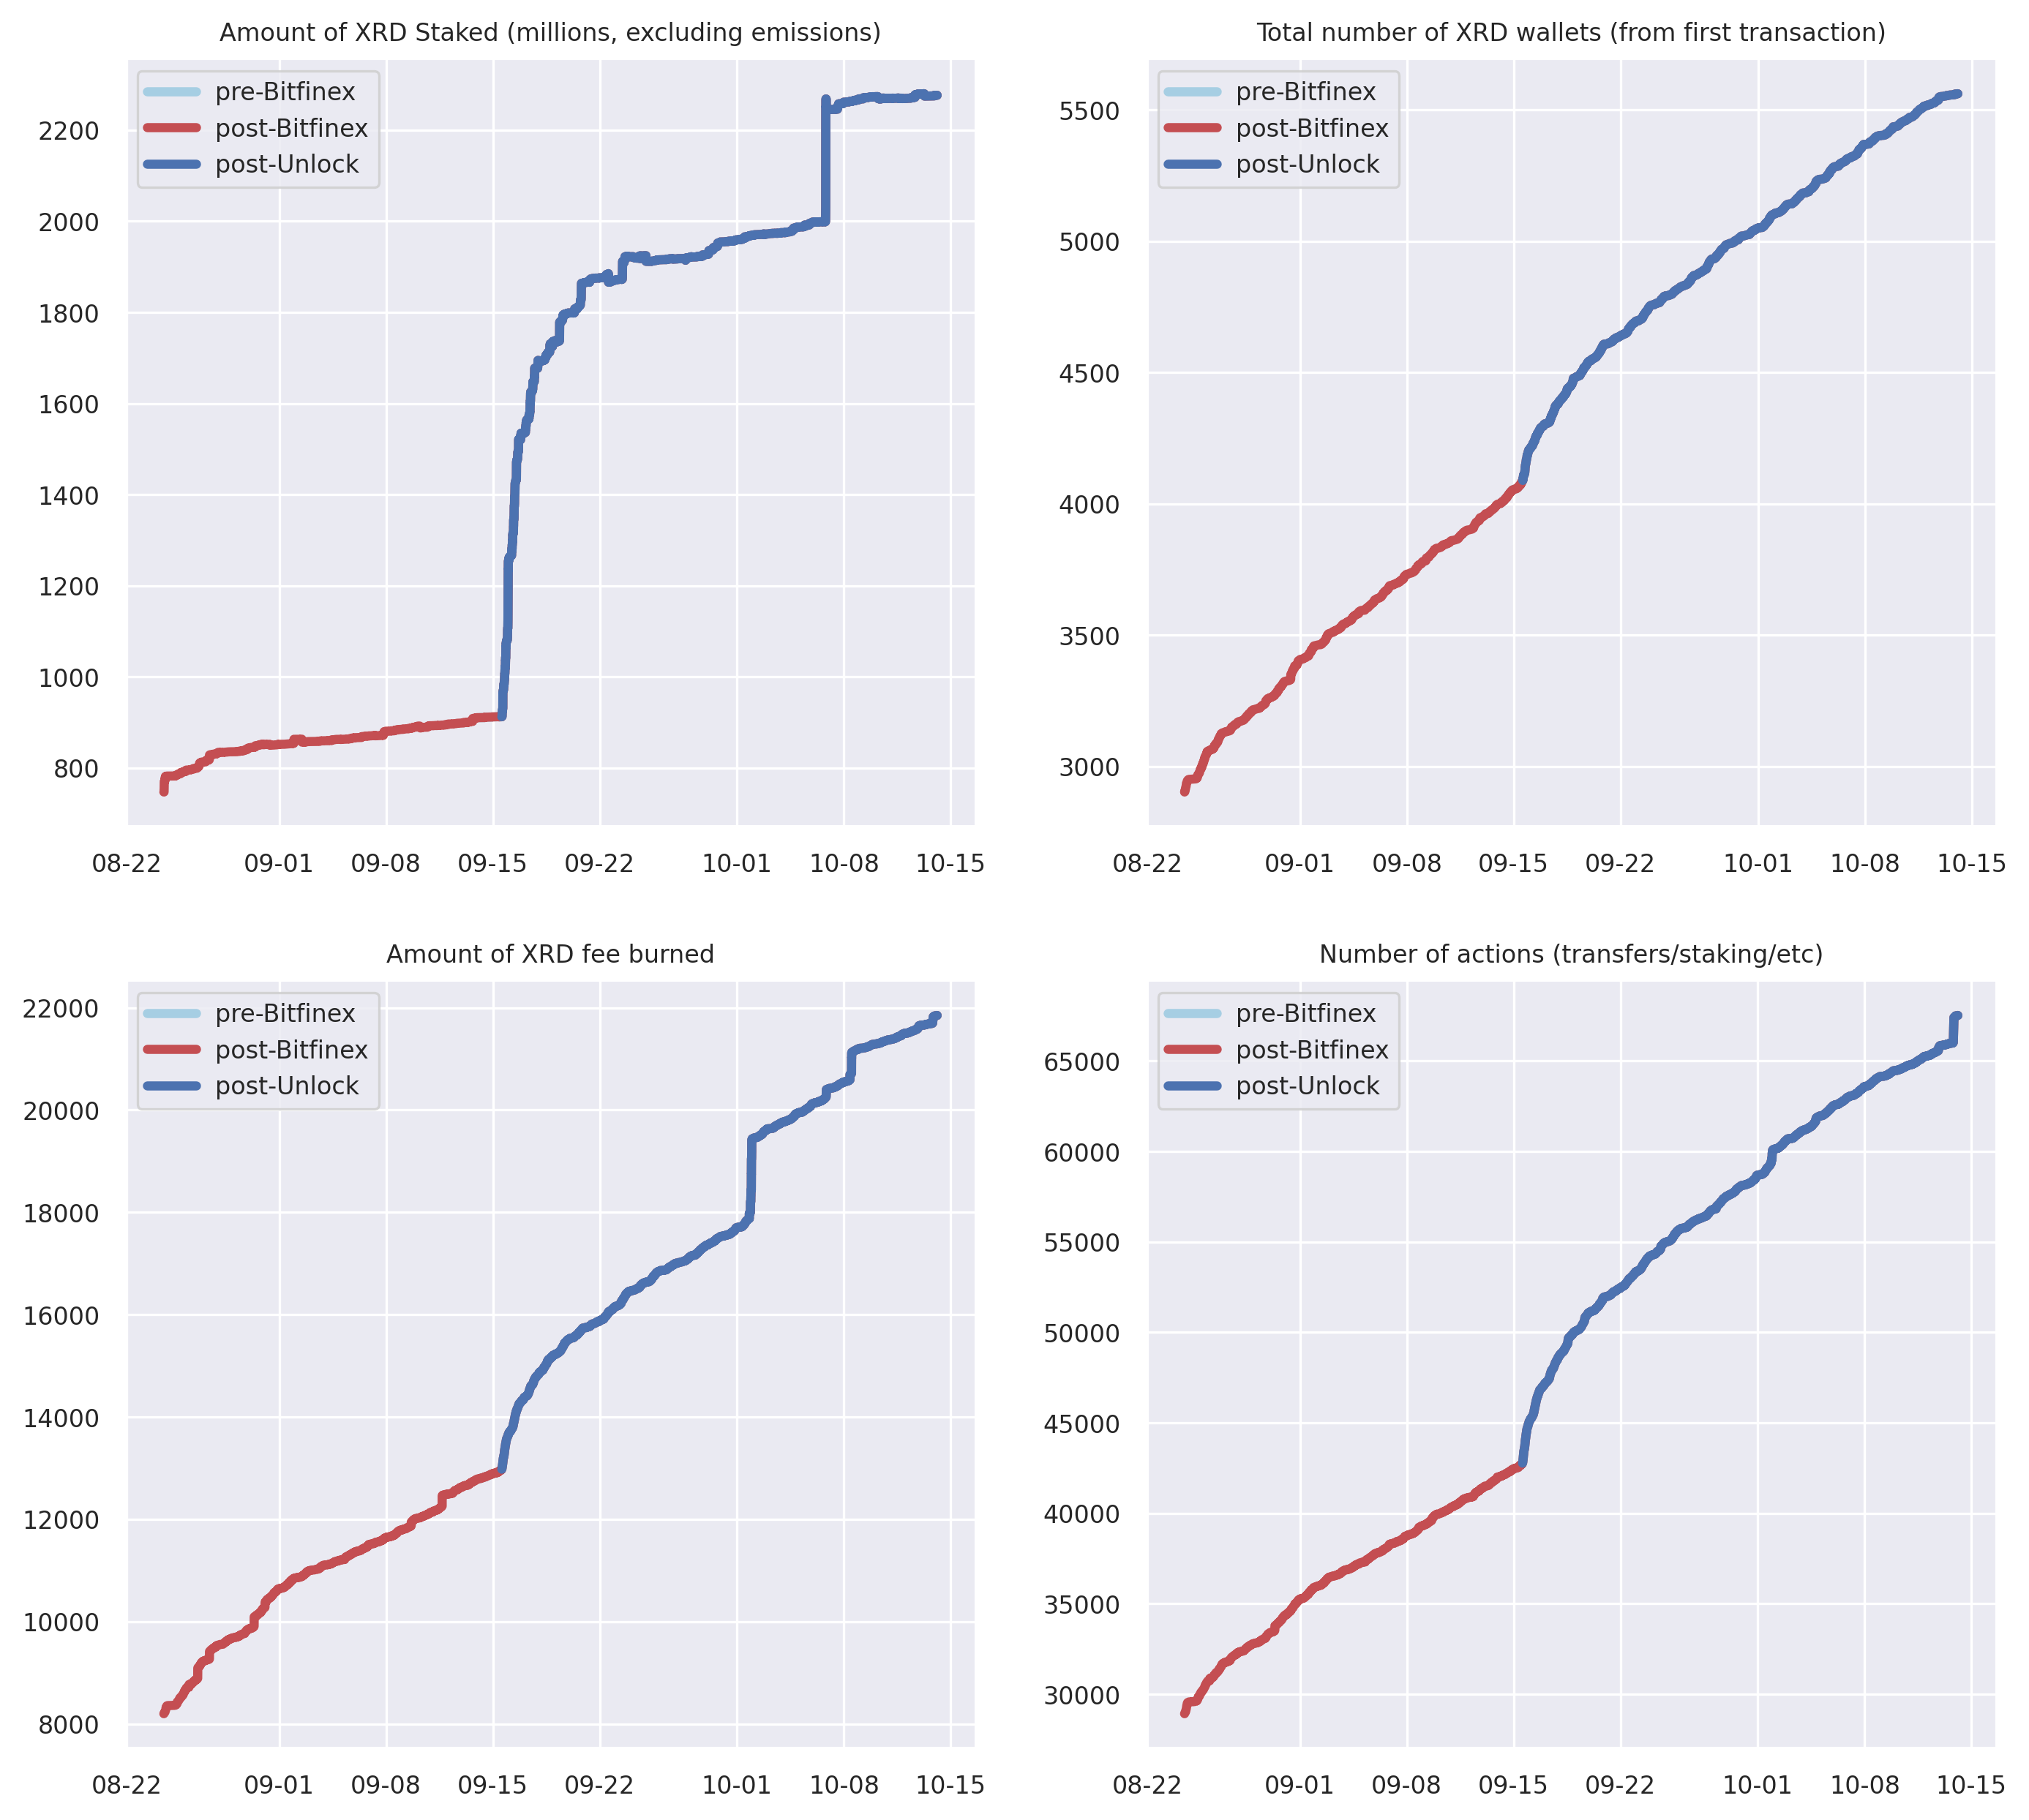 Amount of XRD Staked (millions, excluding emissions)
pre-Bitfinex
post-Bitfinex
post-Unlock
2200
2000
1800
1600
1400
1200
1000
800
08-22 09-01 09-08 09-15 09-22 10-01 10-08 10-15
Total number of XRD wallets (from first transaction)
pre-Bitfinex
post-Bitfinex
post-Unlock
5500
5000
4500
4000
3500
3000
08-22 09-01 09-08 09-15 09-22 10-01 10-08 10-15
Amount of XRD fee burned
pre-Bitfinex
post-Bitfinex
post-Unlock
22000
20000
18000
16000
14000
12000
10000
8000
08-22 09-01 09-08 09-15 09-22 10-01 10-08 10-15
Number of actions (transfers/staking/etc)
pre-Bitfinex
post-Bitfinex
post-Unlock
65000
60000
55000
50000
45000
40000
35000
30000
08-22 09-01 09-08 09-15 09-22 10-01 10-08 10-15